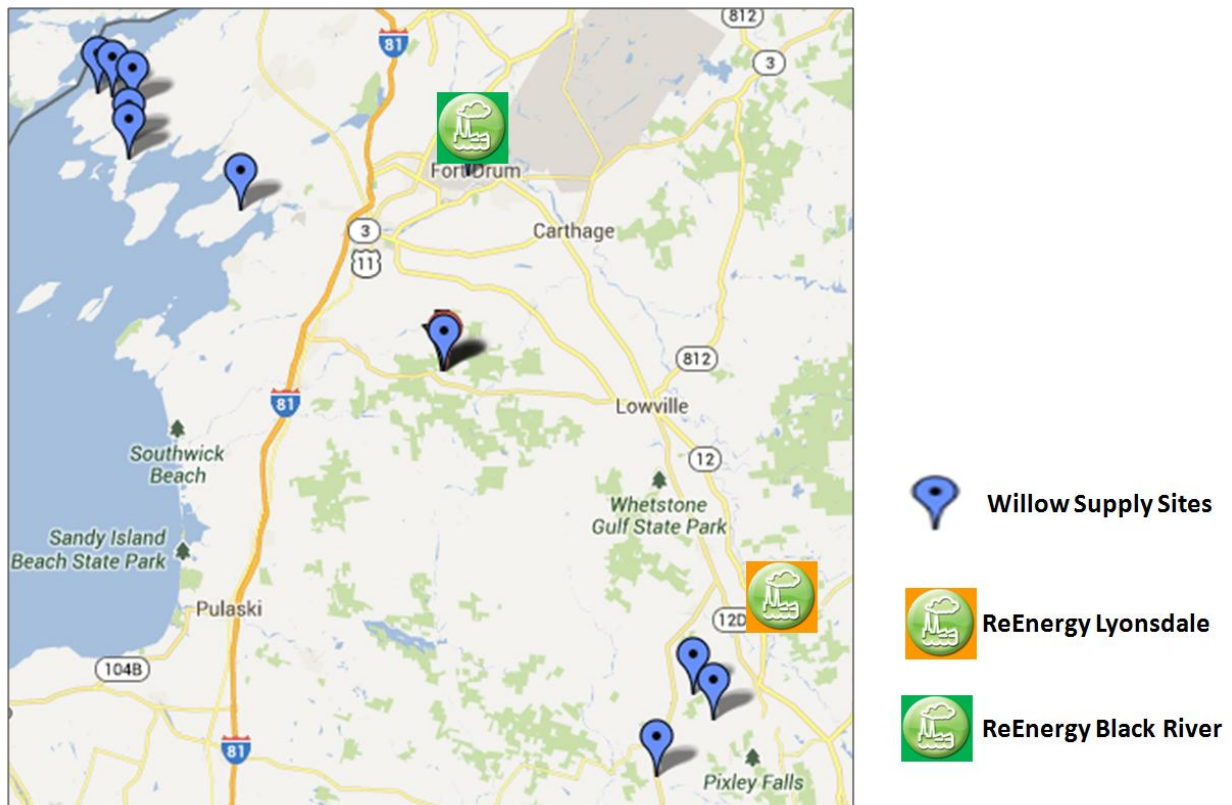 812
81
3
Fort Drum
3
Carthage
11
812
81
Lowville
Southwick
Beach
12
Whetstone
Gulf State Park
Willow Supply Sites
Sandy Island
Beach State Park
Pulaski
12D
ReEnergy Lyonsdale
104B
ReEnergy Black River
81
Pixley Falls